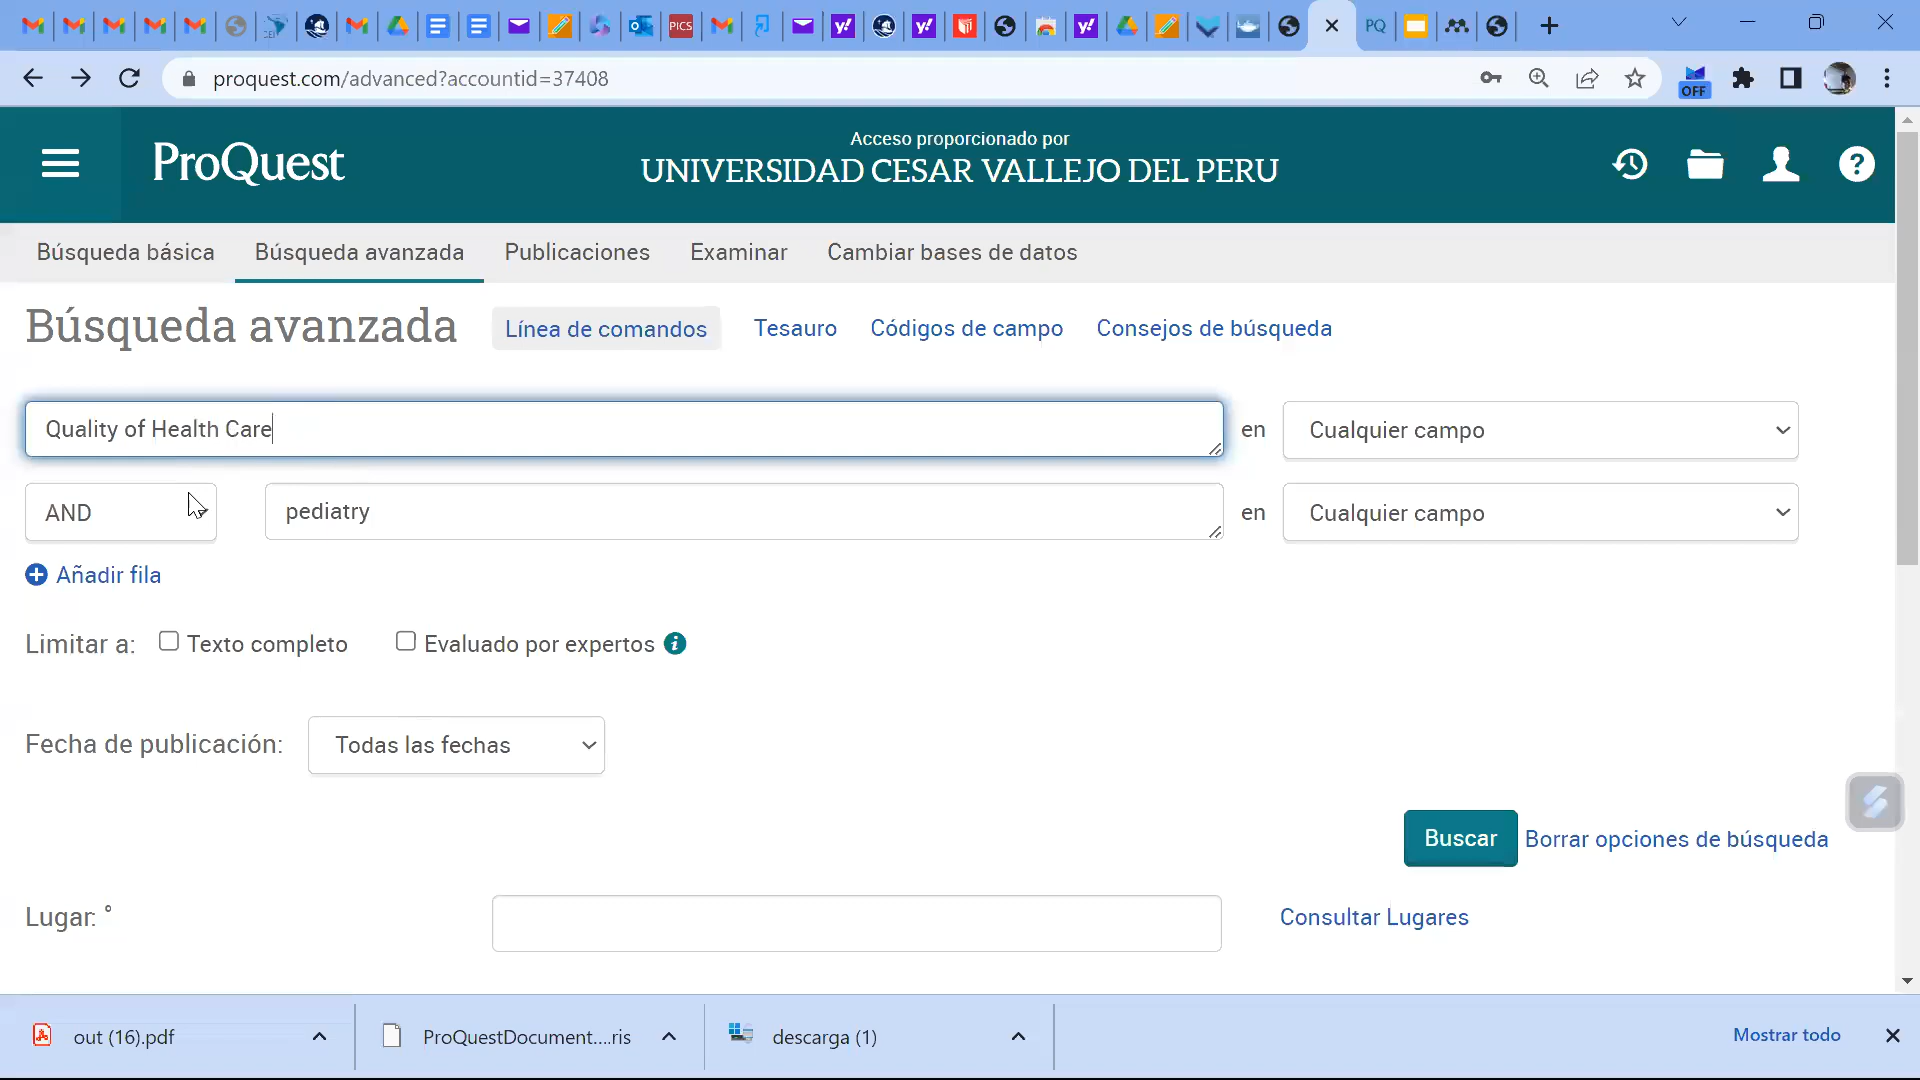 PICS
PQ
proquest.com/advanced?accountid=37408
OFF
ProQuest
Acceso proporcionado por
UNIVERSIDAD CESAR VALLEJO DEL PERU
Búsqueda básica Búsqueda avanzada Publicaciones Examinar Cambiar bases de datos
Búsqueda avanzada Línea de comandos Tesauro Códigos de campo Consejos de búsqueda
Quality of Health Care en Cualquier campo
AND pediatry en Cualquier campo
Añadir fila
Limitar a: Texto completo Evaluado por expertos
Fecha de publicación: Todas las fechas
Buscar Borrar opciones de búsqueda
Lugar: ° Consultar Lugares
out (16).pdf ProQuestDocument....ris descarga (1) Mostrar todo